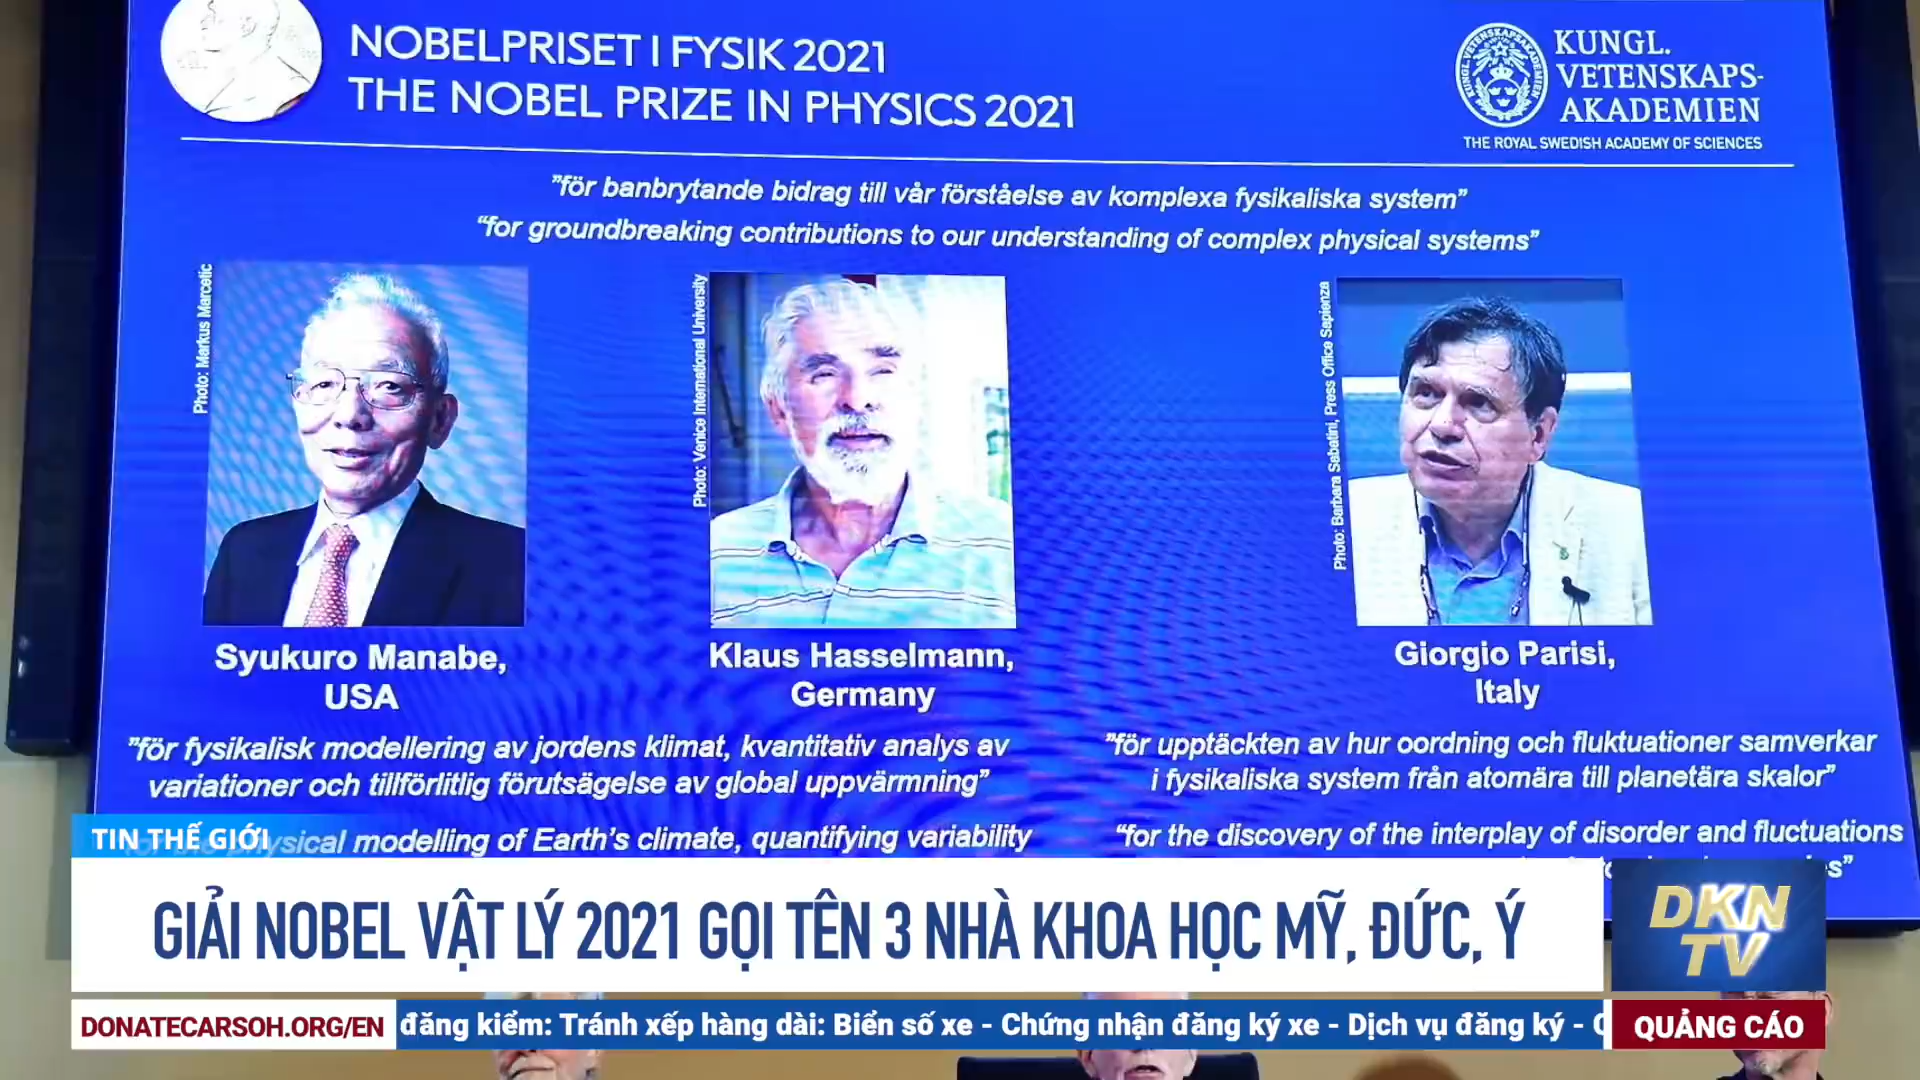 NOBELPRISET I FYSIK 2021
THE NOBEL PRIZE IN PHYSICS 2021
KUNGL.
VETENSKAPS-
AKADEMIEN
THE ROYAL SWEDISH ACADEMY OF SCIENCES
"för banbrytande bidrag till vår förståelse av komplexa fysikaliska system"
"for groundbreaking contributions to our understanding of complex physical systems"
Photo: Markus Marcetic
Photo: Venice International University
Photo: Barbara Sabatini, Press Office Sapienza
Syukuro Manabe,
USA
Klaus Hasselmann,
Germany
Giorgio Parisi,
Italy
"för fysikalisk modellering av jordens klimat, kvantitativ analys av
variationer och tillförlitlig förutsägelse av global uppvärmning"
"för upptäckten av hur oordning och fluktuationer samverkar
i fysikaliska system från atomära till planetära skalor"
physical modelling of Earth's climate, quantifying variability
"for the discovery of the interplay of disorder and fluctuations
TIN THẾ GIỚI
GIẢI NOBEL VẬT LÝ 2021 GỌI TÊN 3 NHÀ KHOA HỌC MỸ, ĐỨC, Ý
DKN
TV
DONATECARSOH.ORG/EN
đăng kiểm: Tránh xếp hàng dài: Biển số xe - Chứng nhận đăng ký xe - Dịch vụ đăng ký -
QUẢNG CÁO